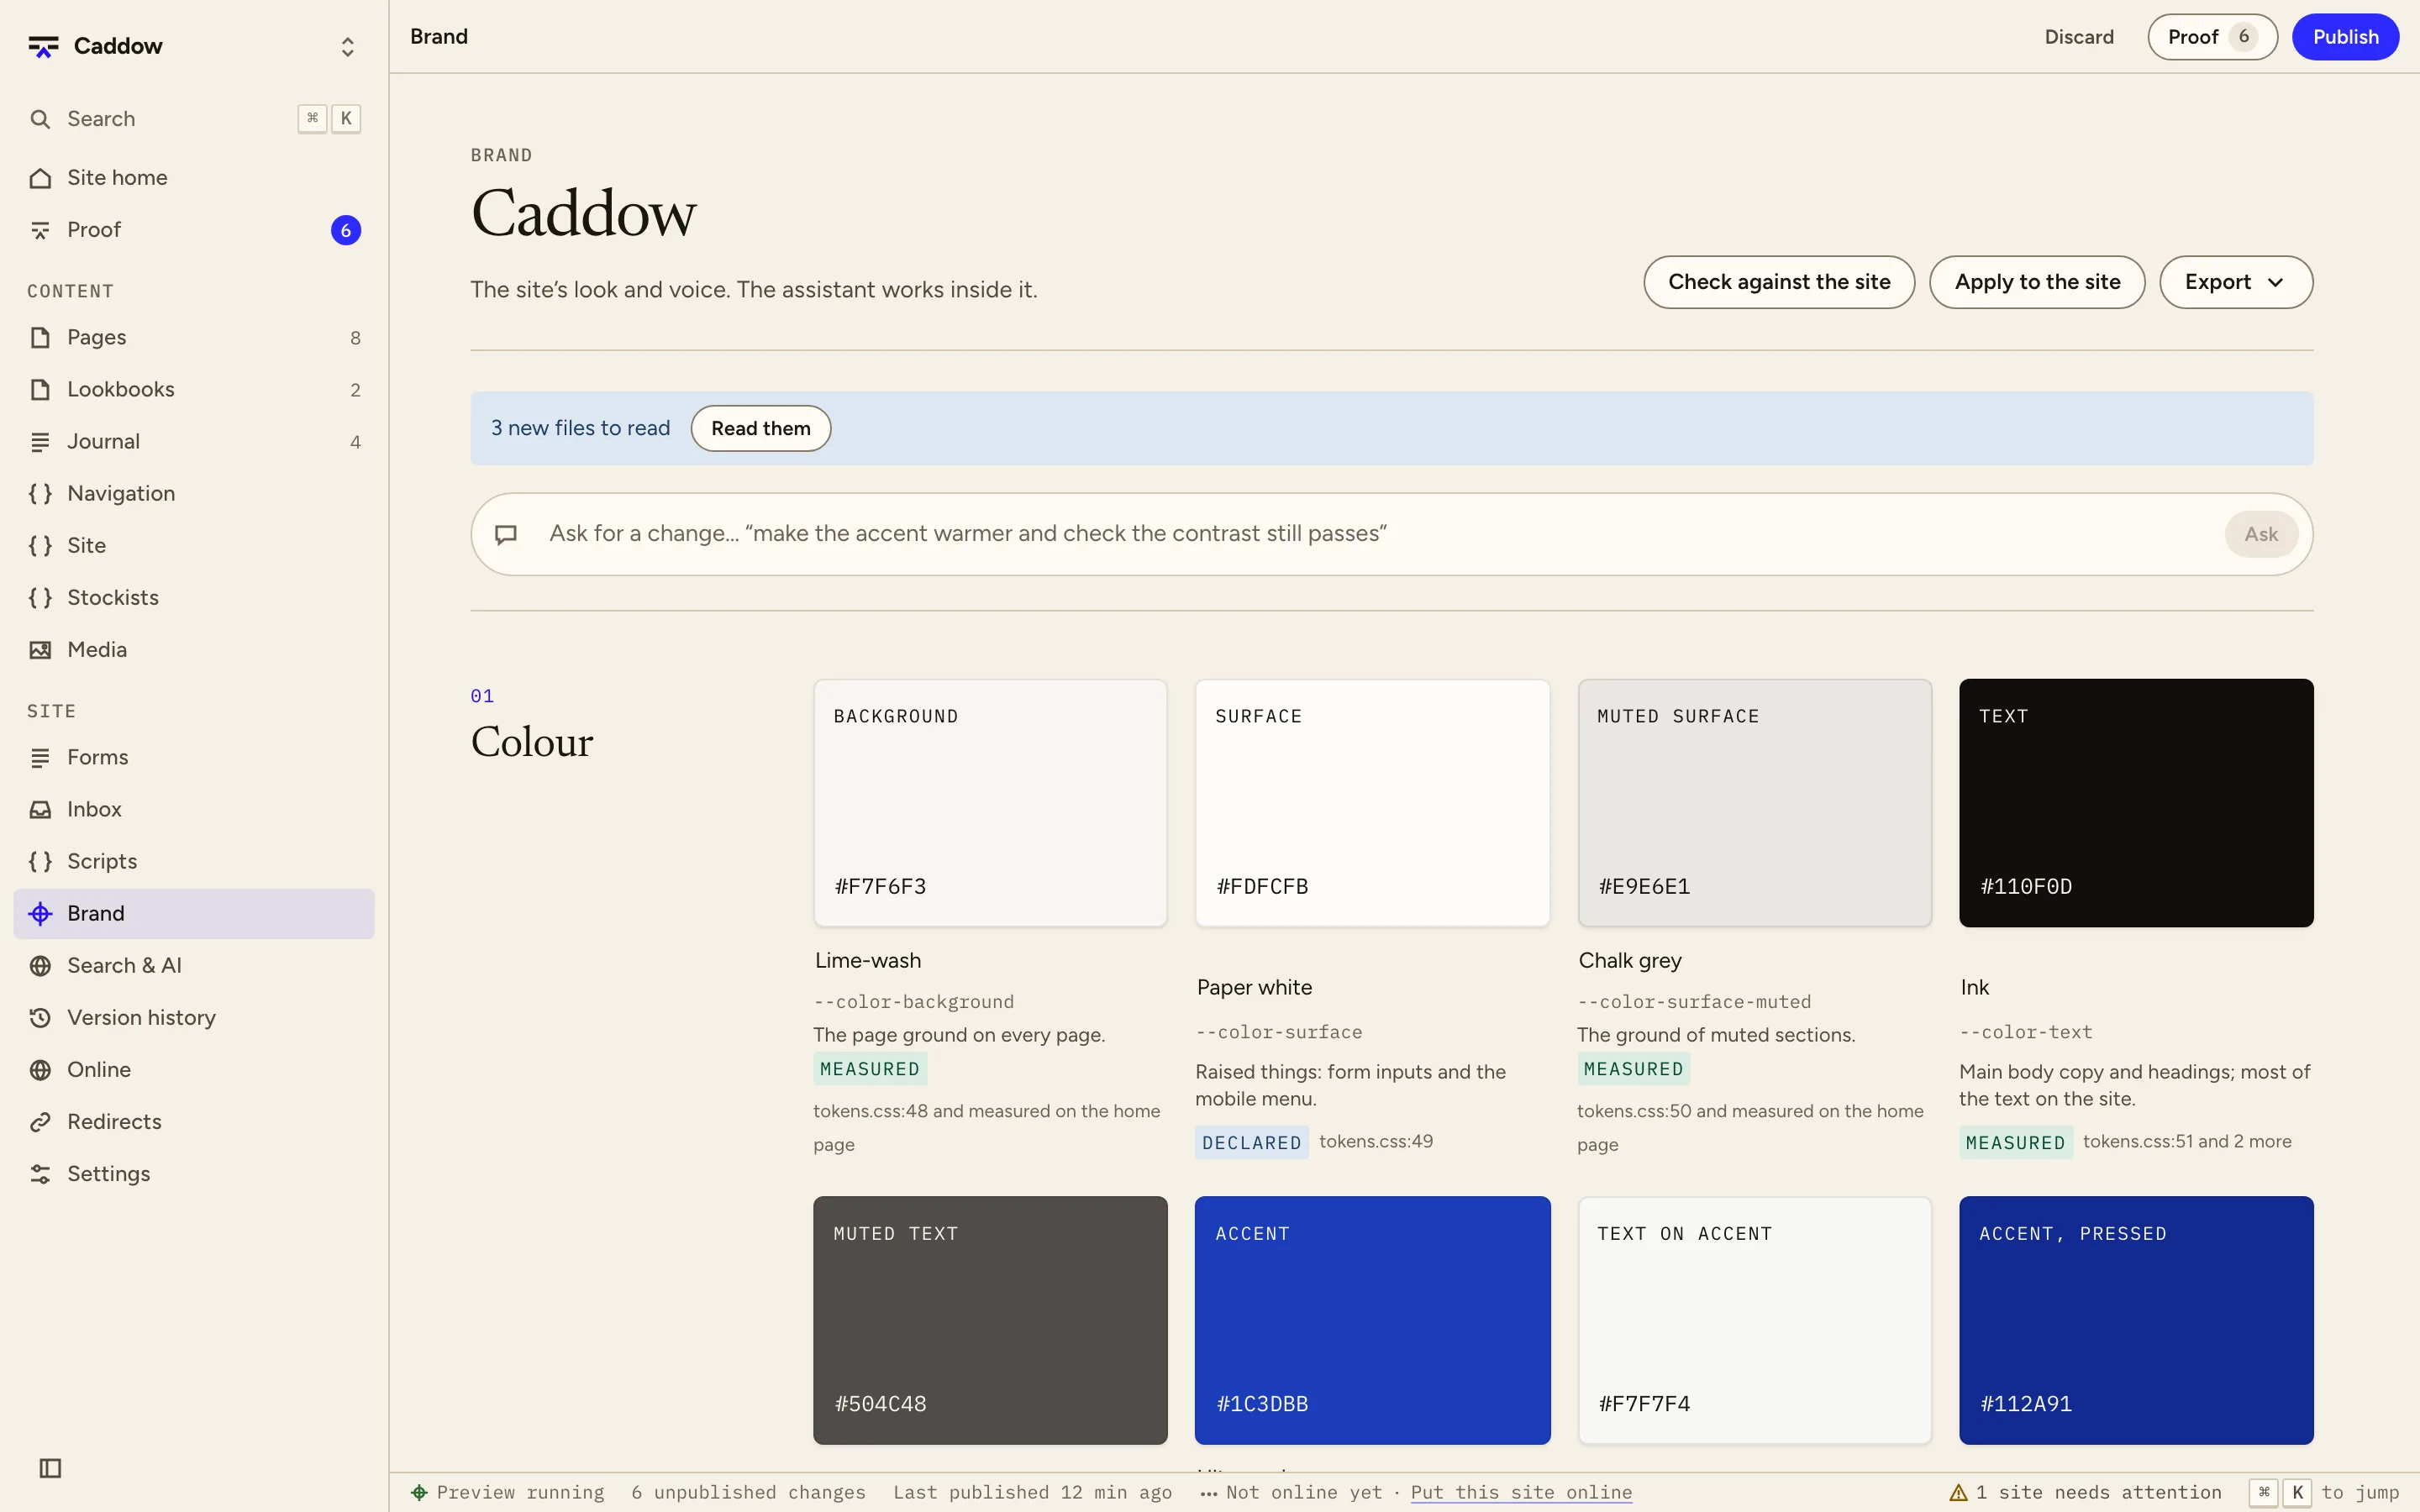 Caddow
Search
⌘ K
Site home
Proof
6
CONTENT
Pages
8
Lookbooks
2
Journal
4
Navigation
Site
Stockists
Media
SITE
Forms
Inbox
Scripts
Brand
Search & AI
Version history
Online
Redirects
Settings
Brand
Discard
Proof 6
Publish
BRAND
Caddow
The site’s look and voice. The assistant works inside it.
Check against the site
Apply to the site
Export
3 new files to read
Read them
Ask for a change… “make the accent warmer and check the contrast still passes”
Ask
01
Colour
BACKGROUND
#F7F6F3
Lime-wash
--color-background
The page ground on every page.
MEASURED
tokens.css:48 and measured on the home
page
SURFACE
#FDFCFB
Paper white
--color-surface
Raised things: form inputs and the
mobile menu.
DECLARED tokens.css:49
MUTED SURFACE
#E9E6E1
Chalk grey
--color-surface-muted
The ground of muted sections.
MEASURED
tokens.css:50 and measured on the home
page
TEXT
#110F0D
Ink
--color-text
Main body copy and headings; most of
the text on the site.
MEASURED tokens.css:51 and 2 more
MUTED TEXT
#504C48
ACCENT
#1C3DBB
TEXT ON ACCENT
#F7F7F4
ACCENT, PRESSED
#112A91
Preview running
6 unpublished changes
Last published 12 min ago
Not online yet · Put this site online
1 site needs attention
⌘ K to jump